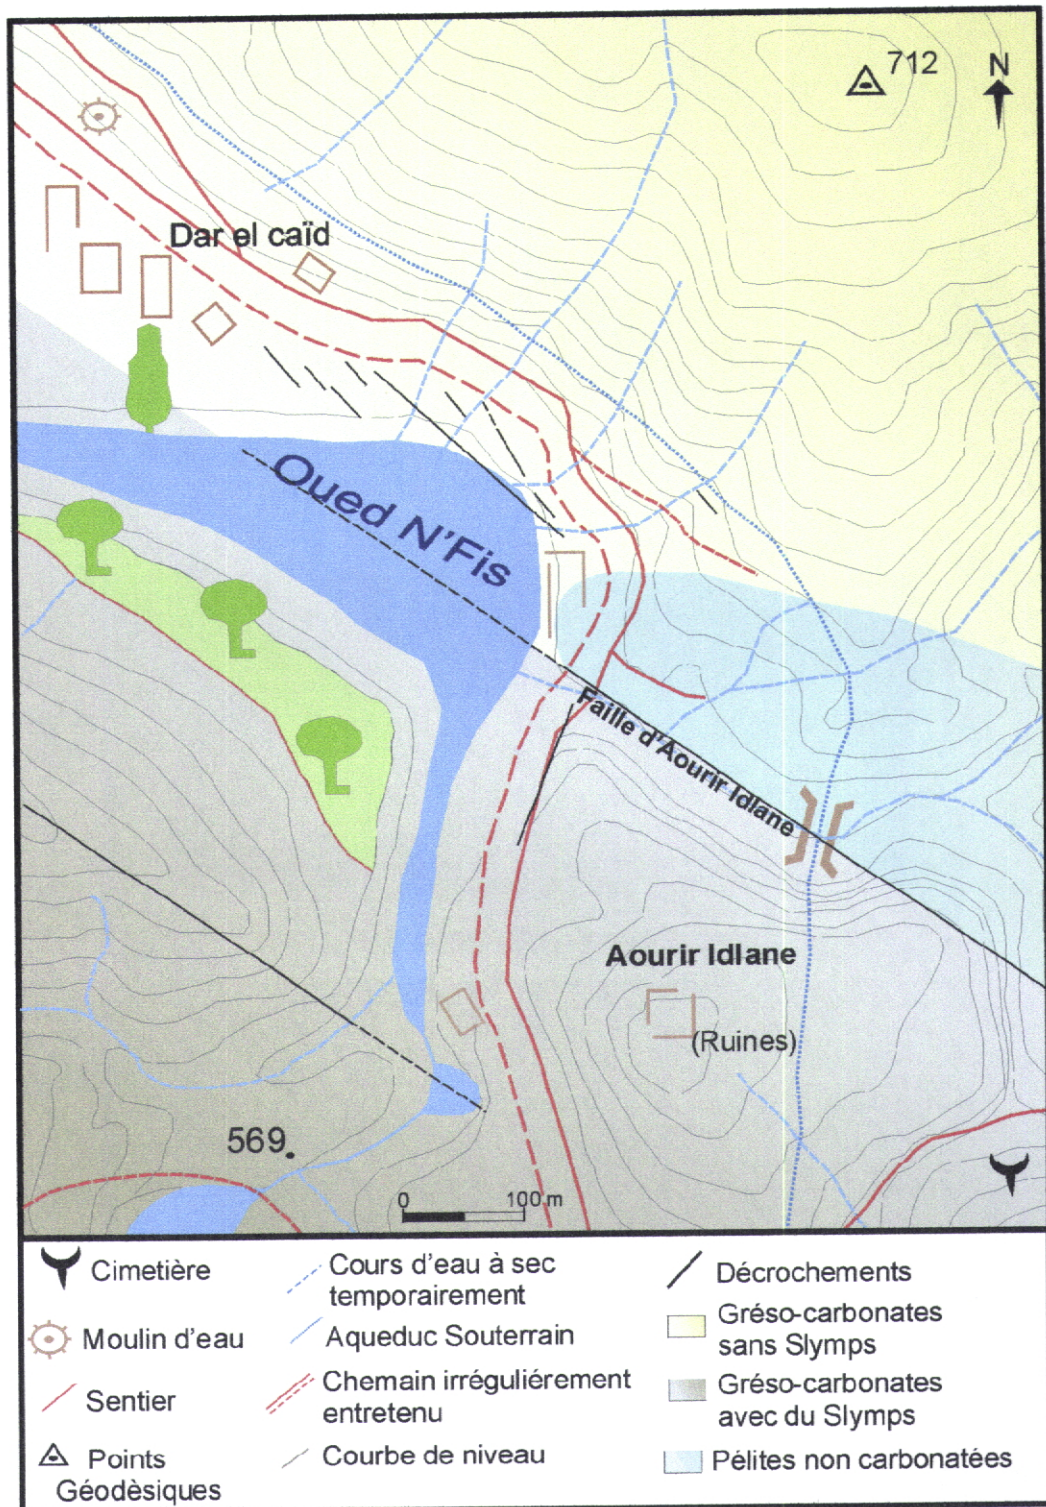 712
N
Dar el caïd
Oued N'Fis
Faille d'Aourir Idlane
Aourir Idlane
(Ruines)
569
0 100 m
Cimetière
Moulin d'eau
Sentier
Points
Géodèsiques
Cours d'eau à sec
temporairement
Aqueduc Souterrain
Chemain irréguliérement
entretenu
Courbe de niveau
Décrochements
Gréso-carbonates
sans Slymps
Gréso-carbonates
avec du Slymps
Pélites non carbonatées